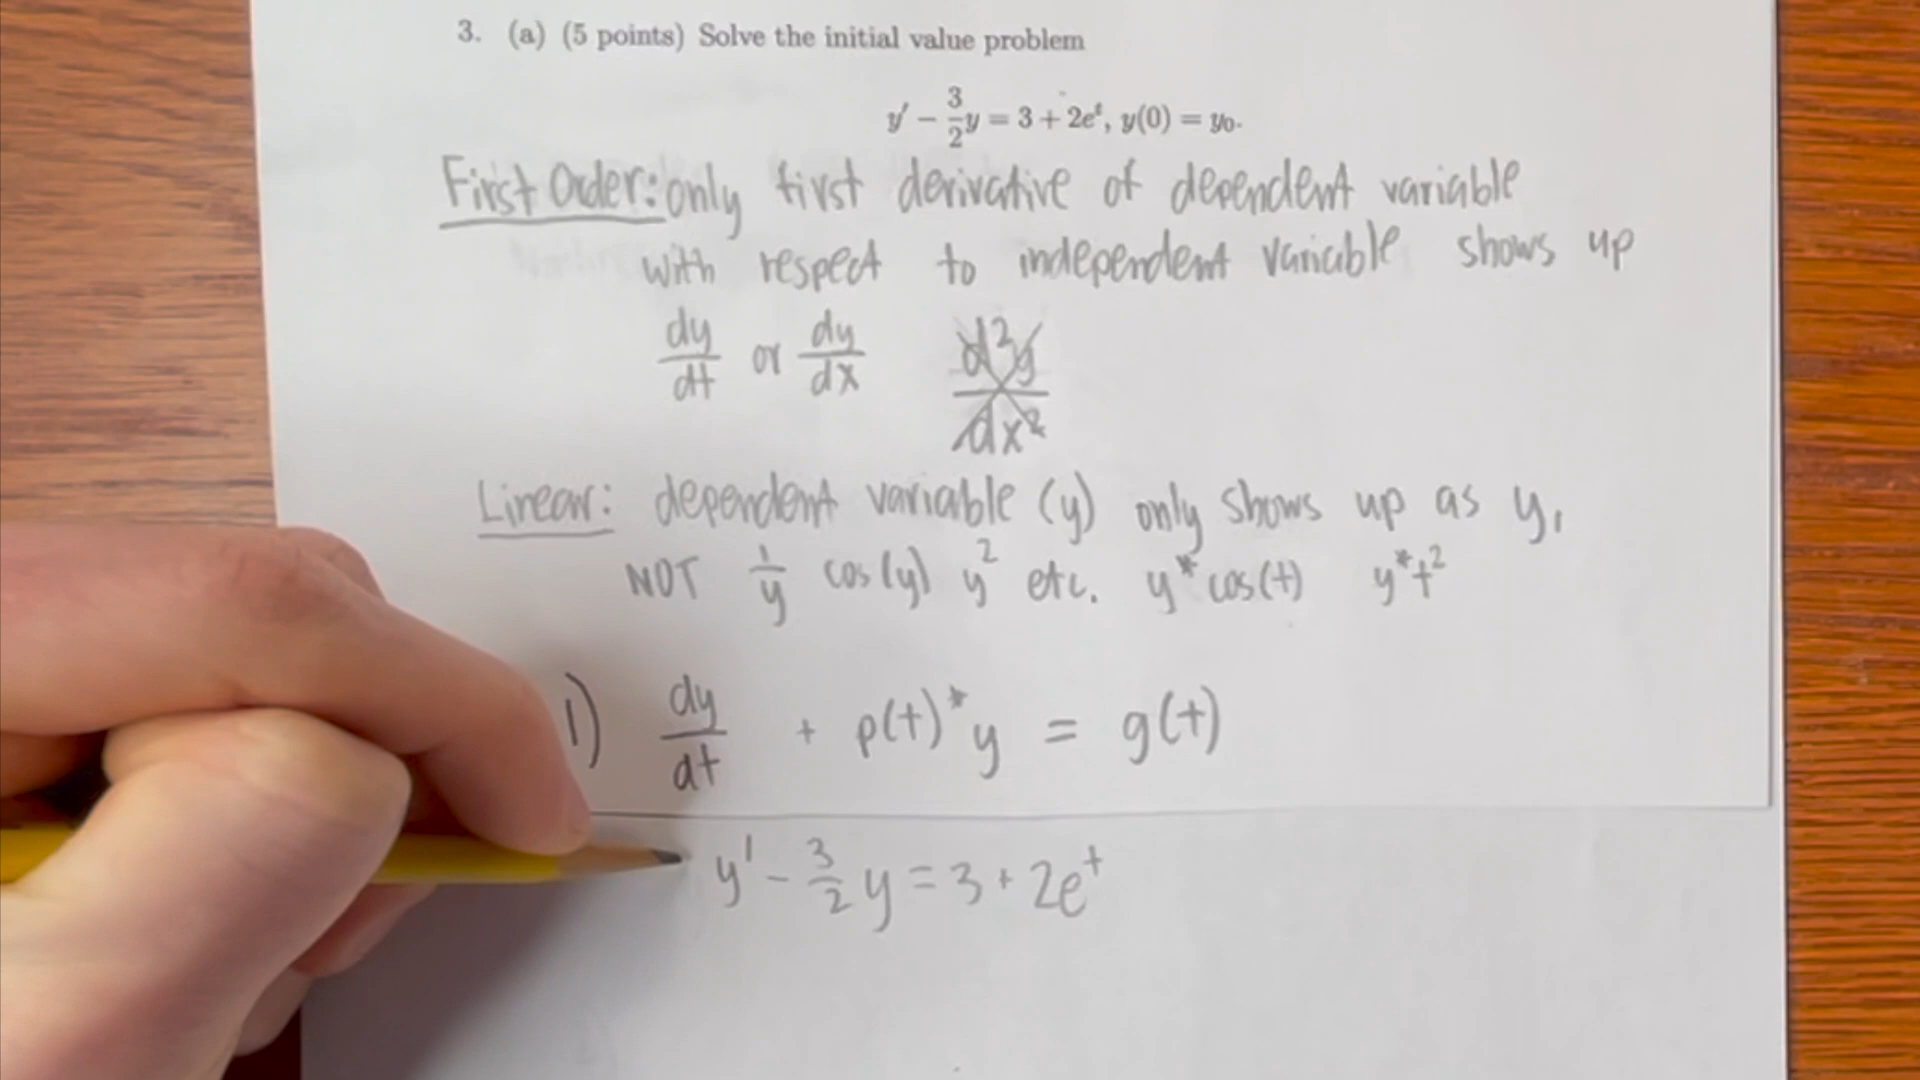 3. (a) (5 points) Solve the initial value problem
y′ − 3/2 y = 3 + 2eᵗ, y(0) = y₀.
First Order: only first derivative of dependent variable
with respect to independent variable shows up
dy/dt or dy/dx d²y/dx²
Linear: dependent variable (y) only shows up as y,
NOT 1/y cos(y) y² etc. y*cos(t) y*t²
1) dy/dt + p(t)*y = g(t)
y' - 3/2 y = 3 + 2eᵗ